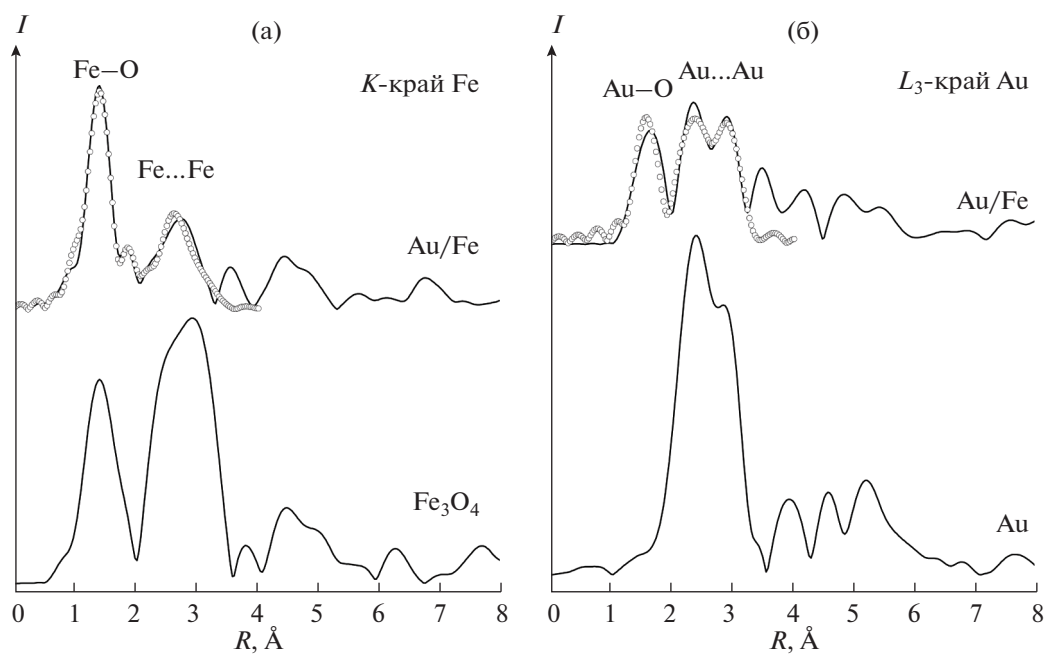 I
(а)
Fe–O
K-край Fe
Fe...Fe
Au/Fe
Fe3O4
0 1 2 3 4 5 6 7 8
R, Å
I
(б)
Au...Au
Au–O
L3-край Au
Au/Fe
Au
0 1 2 3 4 5 6 7 8
R, Å